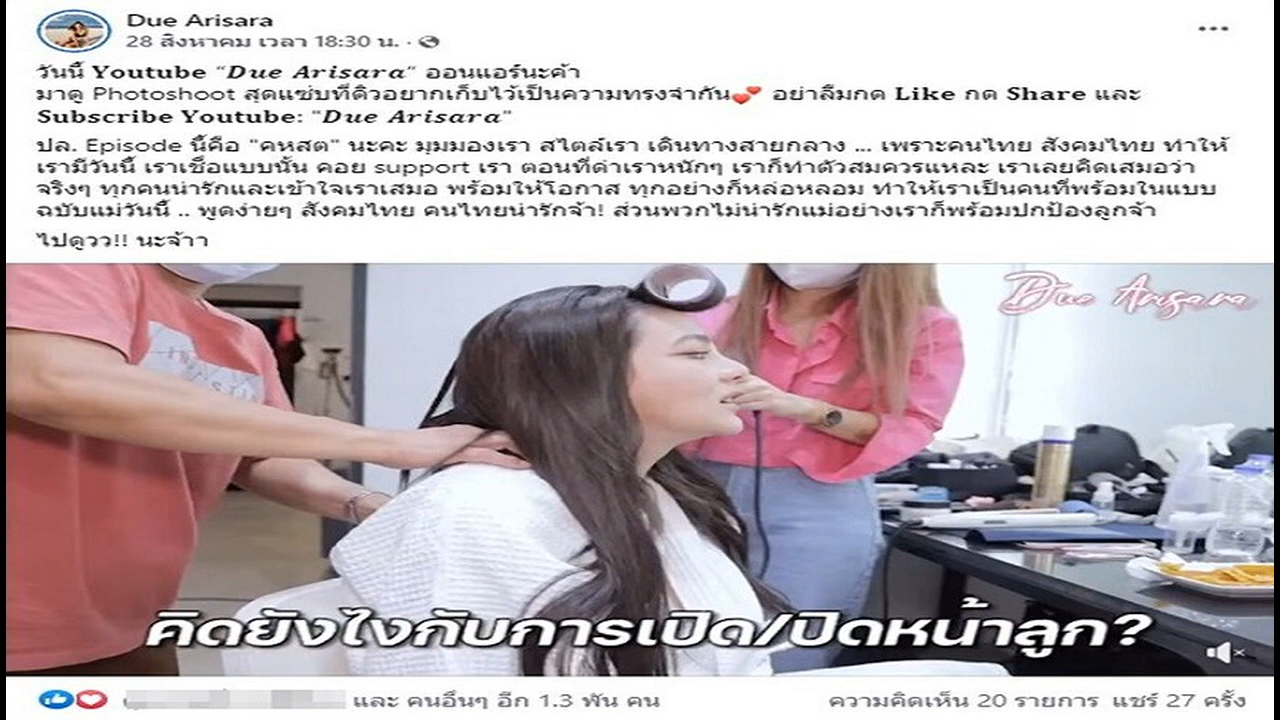 Due Arisara
28 สิงหาคม เวลา 18:30 น. ·
วันนี้ Youtube "Due Arisara" ออนแอร์นะค้า
มาดู Photoshoot สุดแซ่บที่ดิวอยากเก็บไว้เป็นความทรงจำกัน💕 อย่าลืมกด Like กด Share และ
Subscribe Youtube: "Due Arisara"
ปล. Episode นี้คือ "คหสต" นะคะ มุมมองเรา สไตล์เรา เดินทางสายกลาง ... เพราะคนไทย สังคมไทย ทำให้
เรามีวันนี้ เราเชื่อแบบนั้น คอย support เรา ตอนที่ด่าเราหนักๆ เราก็ทำตัวสมควรแหละ เราเลยคิดเสมอว่า
จริงๆ ทุกคนน่ารักและเข้าใจเราเสมอ พร้อมให้โอกาส ทุกอย่างก็หล่อหลอม ทำให้เราเป็นคนที่พร้อมในแบบ
ฉบับแม่วันนี้ .. พูดง่ายๆ สังคมไทย คนไทยน่ารักจ้า! ส่วนพวกไม่น่ารักแม่อย่างเราก็พร้อมปกป้องลูกจ้า
ไปดูวว!! นะจ้าา
Due Arisara
คิดยังไงกับการเปิด/ปิดหน้าลูก?
และ คนอื่นๆ อีก 1.3 พัน คน
ความคิดเห็น 20 รายการ แชร์ 27 ครั้ง